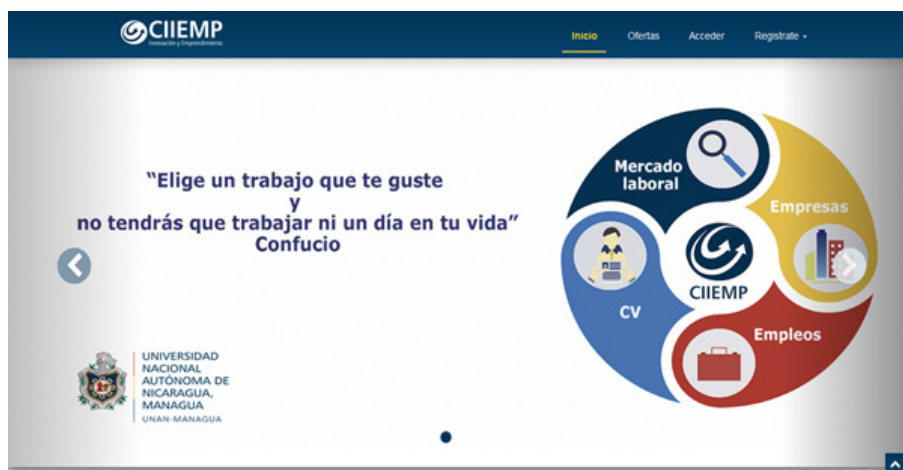 CIIEMP
Innovación y Emprendimiento
Inicio
Ofertas
Acceder
Registrate
"Elige un trabajo que te guste
y
no tendrás que trabajar ni un día en tu vida"
Confucio
Mercado
laboral
Empresas
CIIEMP
CV
Empleos
UNIVERSIDAD
NACIONAL
AUTÓNOMA DE
NICARAGUA,
MANAGUA
UNAN-MANAGUA